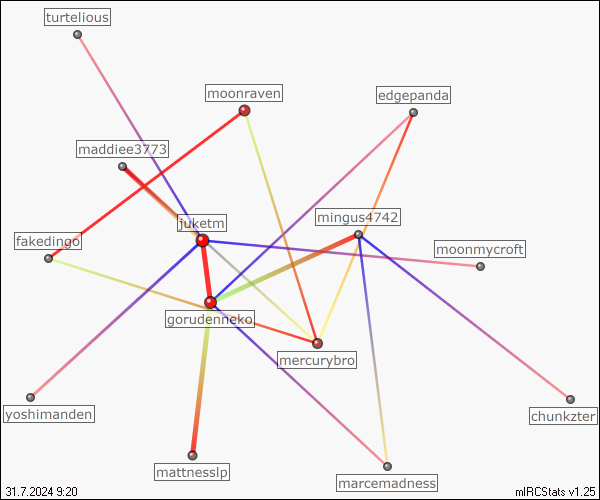 turtelious
moonraven
edgepanda
maddiee3773
juketm
mingus4742
fakedingo
moonmycroft
gorudenneko
mercurybro
yoshimanden
chunkzter
mattnesslp
marcemadness
31.7.2024 9:20
mIRCStats v1.25